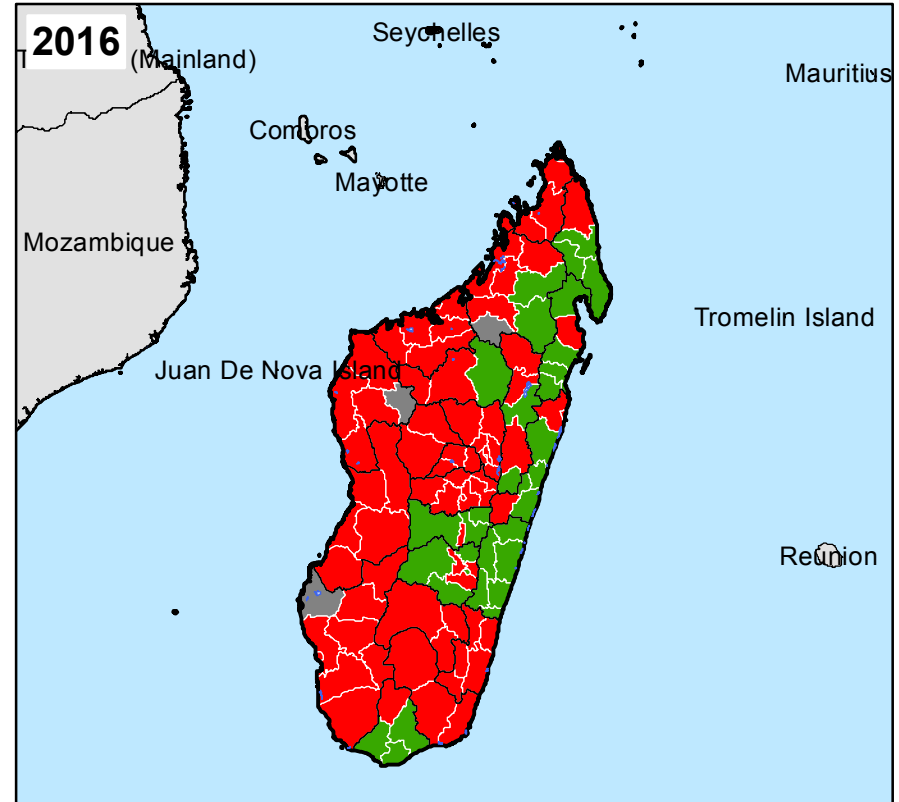 2016
Seychelles
(Mainland)
Mauritius
Comoros
Mayotte
Mozambique
Tromelin Island
Juan De Nova Island
Reunion